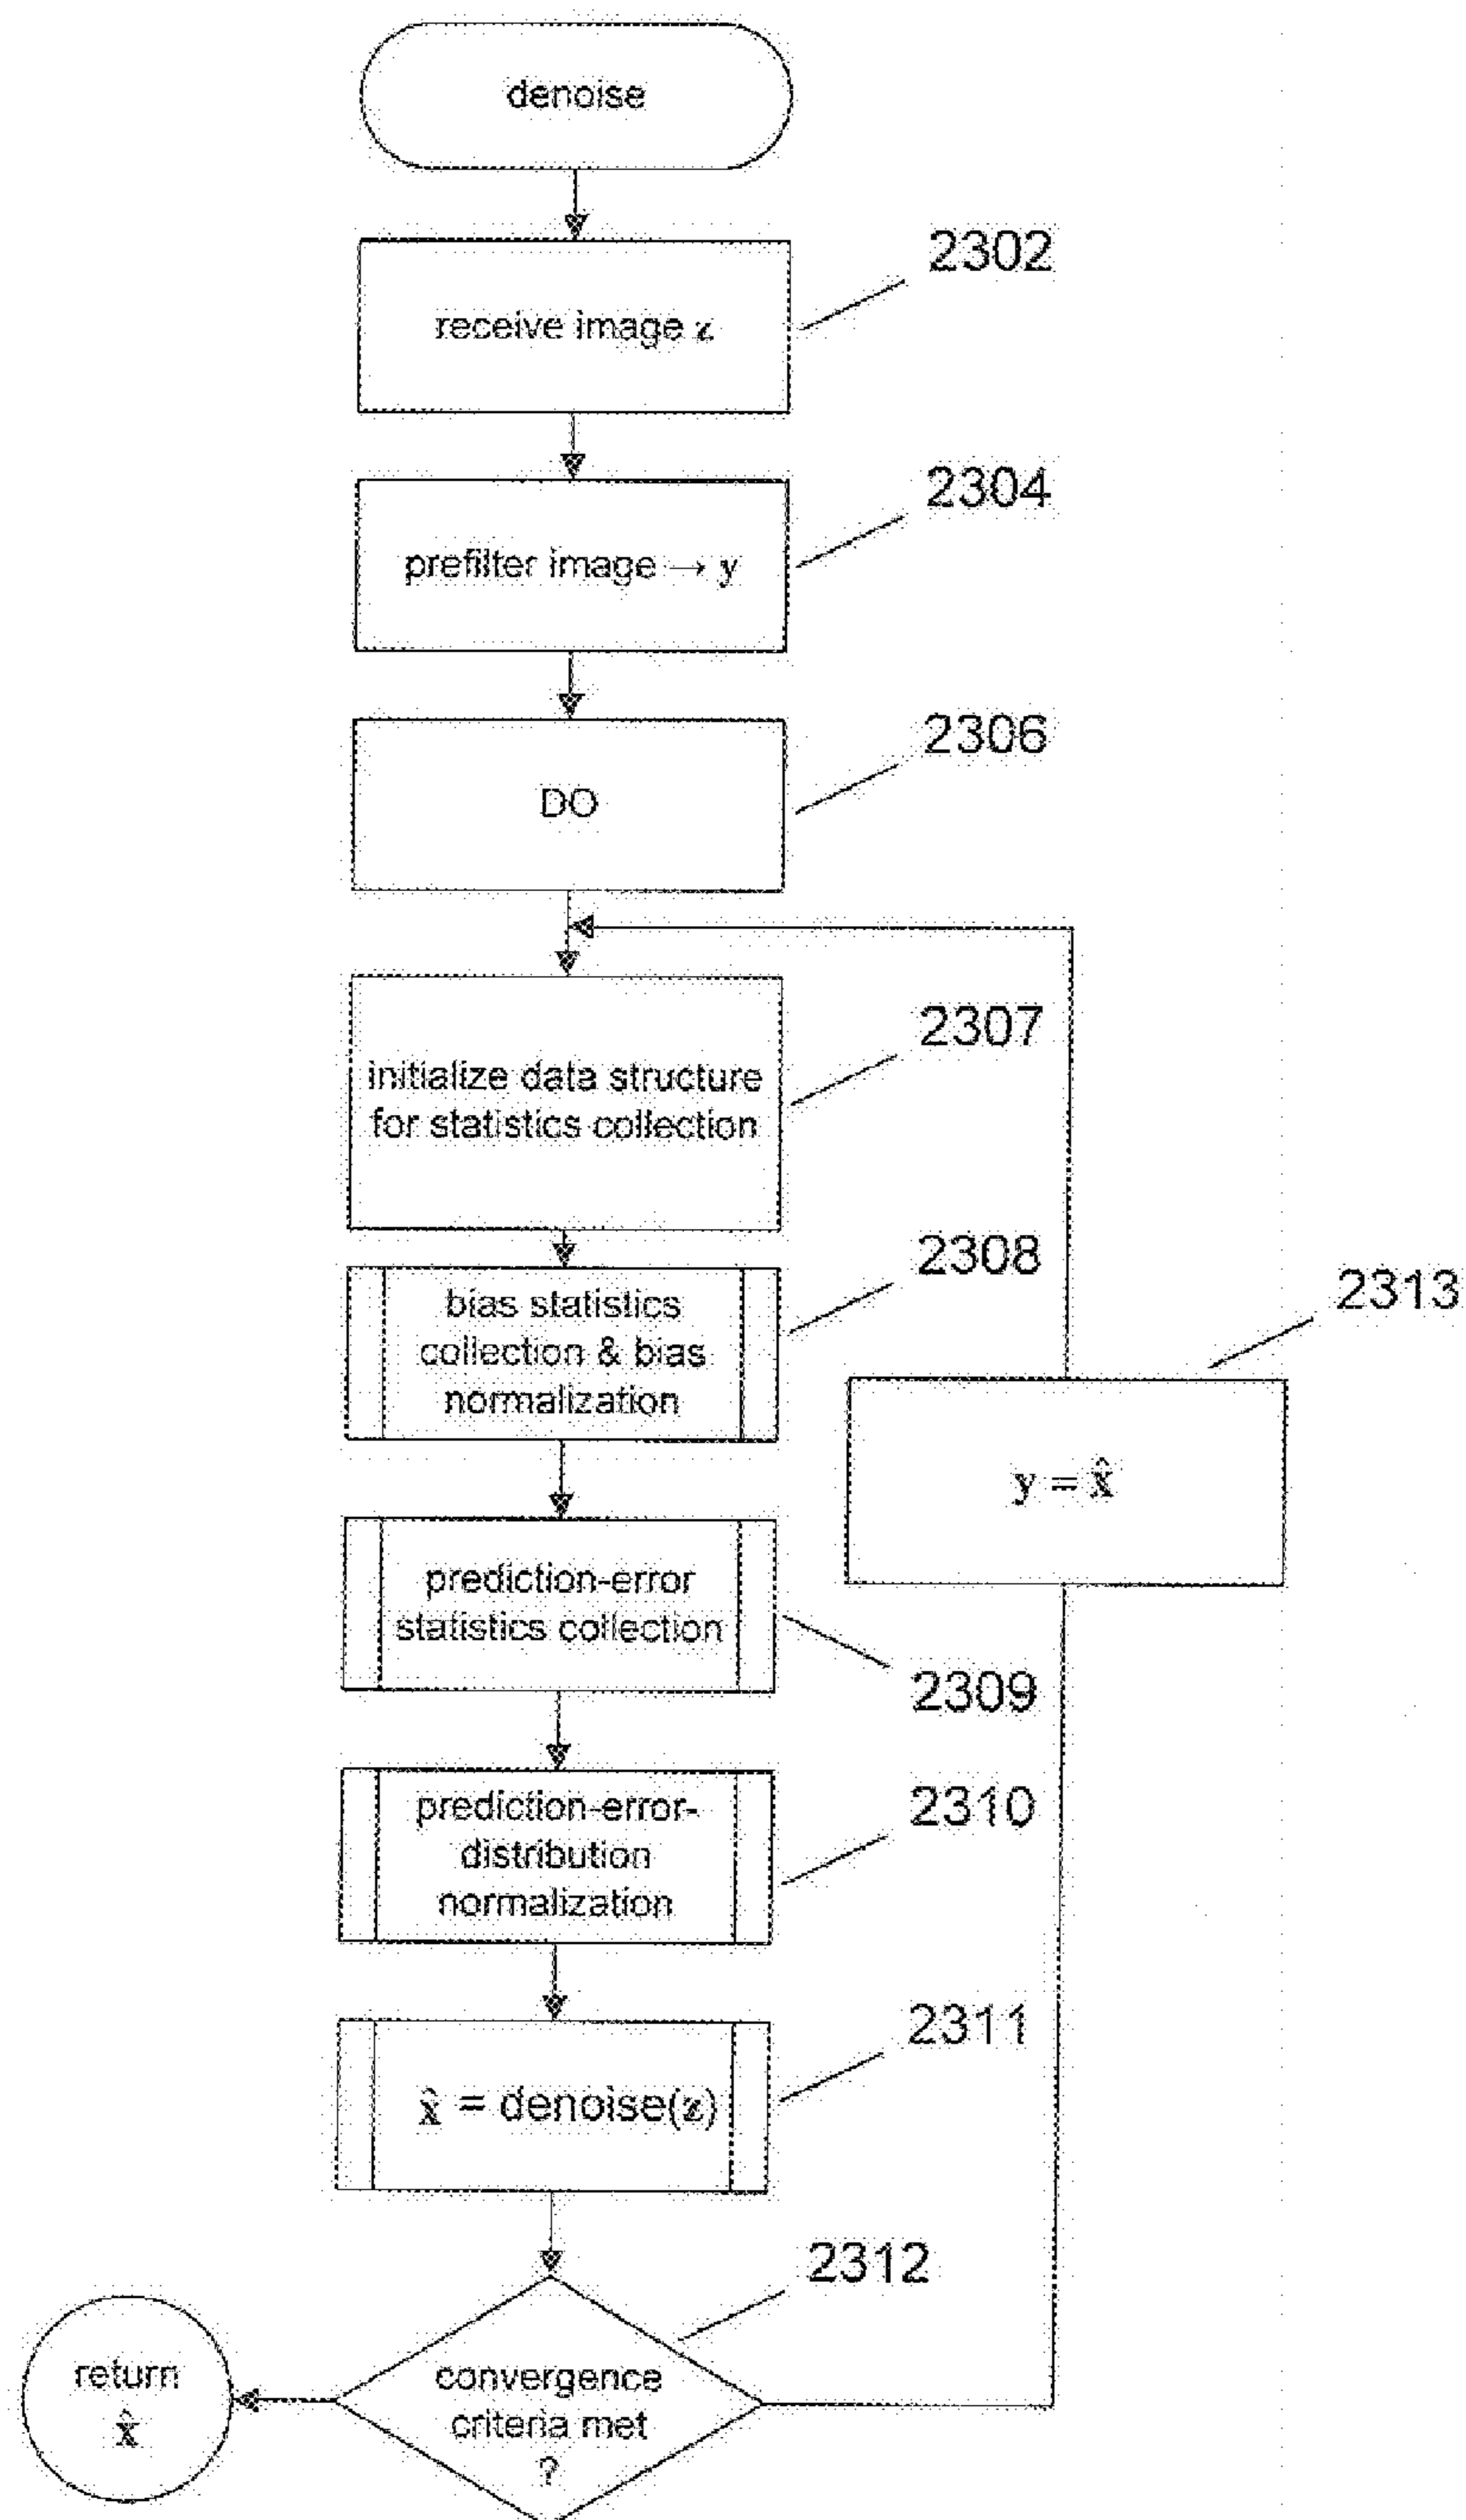 denoise
2302
receive image z
2304
prefilter image → y
2306
DO
2307
initialize data structure
for statistics collection
2308
bias statistics
collection & bias
normalization
2313
y = x̂
prediction-error
statistics collection
2309
prediction-error-
distribution
normalization
2310
2311
x̂ = denoise(z)
2312
convergence
criteria met
?
return
x̂